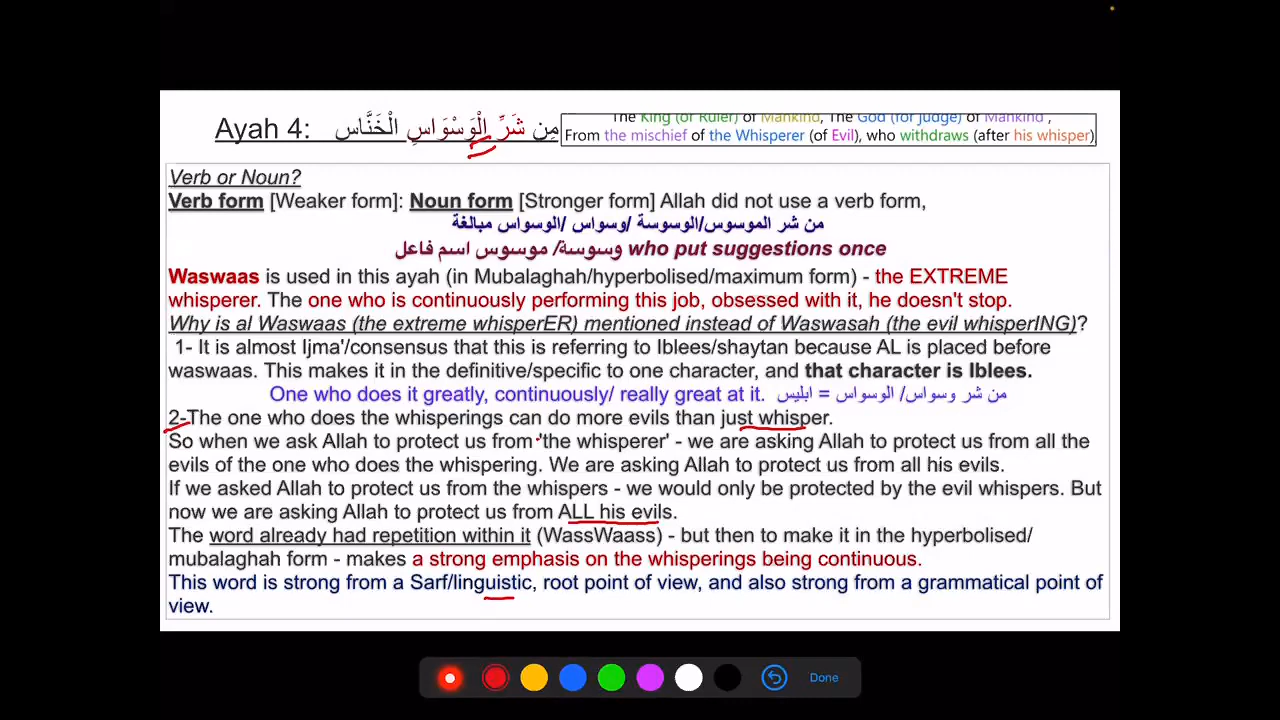 Ayah 4: مِن شَرِّ الْوَسْوَاسِ الْخَنَّاسِ
The King (or Ruler) of Mankind, The God (for judge) of Mankind ,
From the mischief of the Whisperer (of Evil), who withdraws (after his whisper)
Verb or Noun?
Verb form [Weaker form]: Noun form [Stronger form] Allah did not use a verb form,
من شر الموسوس/الوسوسة /وسواس /الوسواس مبالغة
وسوسة/ موسوس اسم فاعل who put suggestions once
Waswaas is used in this ayah (in Mubalaghah/hyperbolised/maximum form) - the EXTREME
whisperer. The one who is continuously performing this job, obsessed with it, he doesn't stop.
Why is al Waswaas (the extreme whisperER) mentioned instead of Waswasah (the evil whisperING)?
1- It is almost Ijma'/consensus that this is referring to Iblees/shaytan because AL is placed before
waswaas. This makes it in the definitive/specific to one character, and that character is Iblees.
One who does it greatly, continuously/ really great at it. من شر وسواس/ الوسواس = ابليس
2-The one who does the whisperings can do more evils than just whisper.
So when we ask Allah to protect us from 'the whisperer' - we are asking Allah to protect us from all the
evils of the one who does the whispering. We are asking Allah to protect us from all his evils.
If we asked Allah to protect us from the whispers - we would only be protected by the evil whispers. But
now we are asking Allah to protect us from ALL his evils.
The word already had repetition within it (WassWaass) - but then to make it in the hyperbolised/
mubalaghah form - makes a strong emphasis on the whisperings being continuous.
This word is strong from a Sarf/linguistic, root point of view, and also strong from a grammatical point of
view.
Done